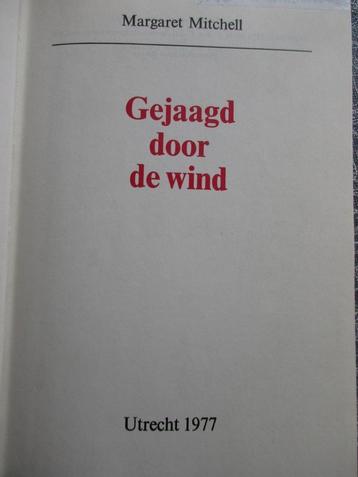 Margaret Mitchell
Gejaagd
door
de wind
Utrecht 1977